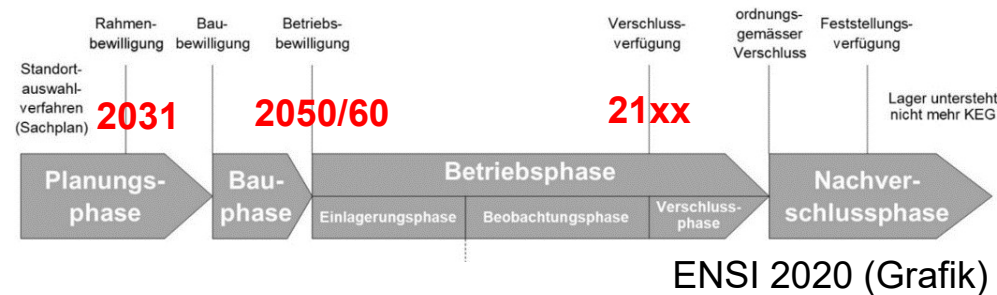 Standort-
auswahl-
verfahren
(Sachplan)
Rahmen-
bewilligung
2031
Bau-
bewilligung
Betriebs-
bewilligung
2050/60
Verschluss-
verfügung
21xx
ordnungs-
gemässer
Verschluss
Feststellungs-
verfügung
Lager untersteht
nicht mehr KEG
Planungs-
phase
Bau-
phase
Betriebsphase
Einlagerungsphase
Beobachtungsphase
Verschluss-
phase
Nachver-
schlussphase
ENSI 2020 (Grafik)